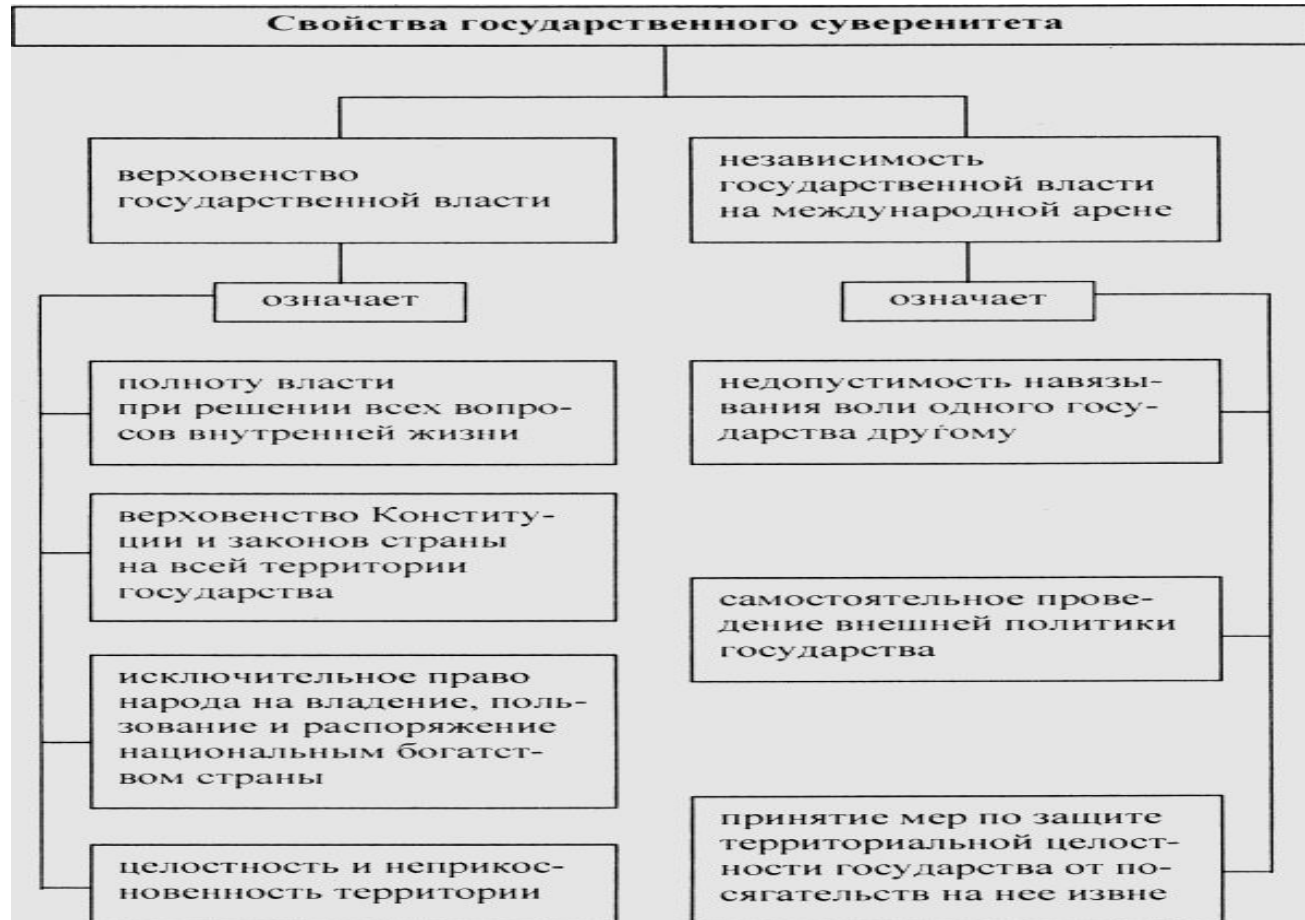 Свойства государственного суверенитета
верховенство
государственной власти
означает
полноту власти
при решении всех вопро-
сов внутренней жизни
верховенство Конститу-
ции и законов страны
на всей территории
государства
исключительное право
народа на владение, поль-
зование и распоряжение
национальным богатст-
вом страны
целостность и неприкос-
новенность территории
независимость
государственной власти
на международной арене
означает
недопустимость навязы-
вания воли одного госу-
дарства другому
самостоятельное прове-
дение внешней политики
государства
принятие мер по защите
территориальной целост-
ности государства от по-
сягательств на нее извне